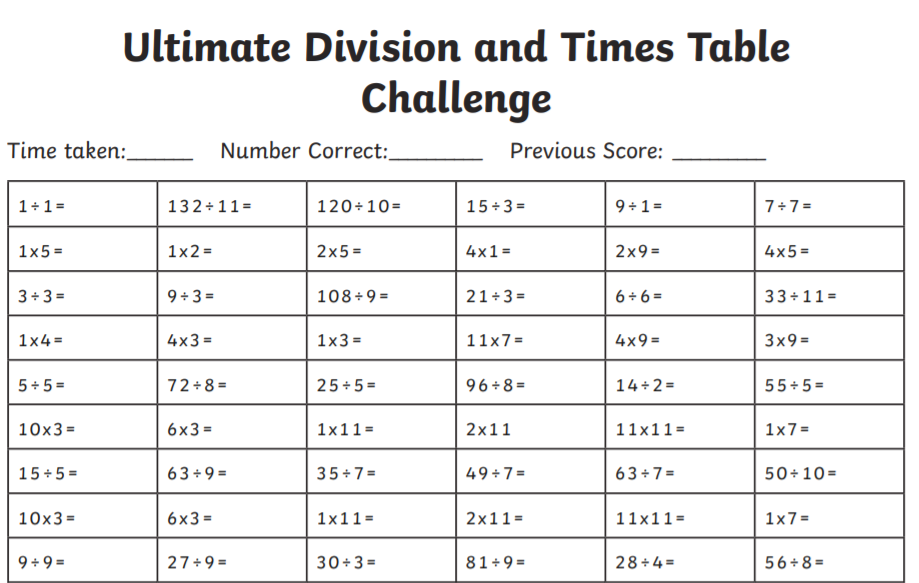 Ultimate Division and Times Table
Challenge
Time taken:______ Number Correct:________ Previous Score: ________
1÷1= 132÷11= 120÷10= 15÷3= 9÷1= 7÷7=
1x5= 1x2= 2x5= 4x1= 2x9= 4x5=
3÷3= 9÷3= 108÷9= 21÷3= 6÷6= 33÷11=
1x4= 4x3= 1x3= 11x7= 4x9= 3x9=
5÷5= 72÷8= 25÷5= 96÷8= 14÷2= 55÷5=
10x3= 6x3= 1x11= 2x11 11x11= 1x7=
15÷5= 63÷9= 35÷7= 49÷7= 63÷7= 50÷10=
10x3= 6x3= 1x11= 2x11= 11x11= 1x7=
9÷9= 27÷9= 30÷3= 81÷9= 28÷4= 56÷8=